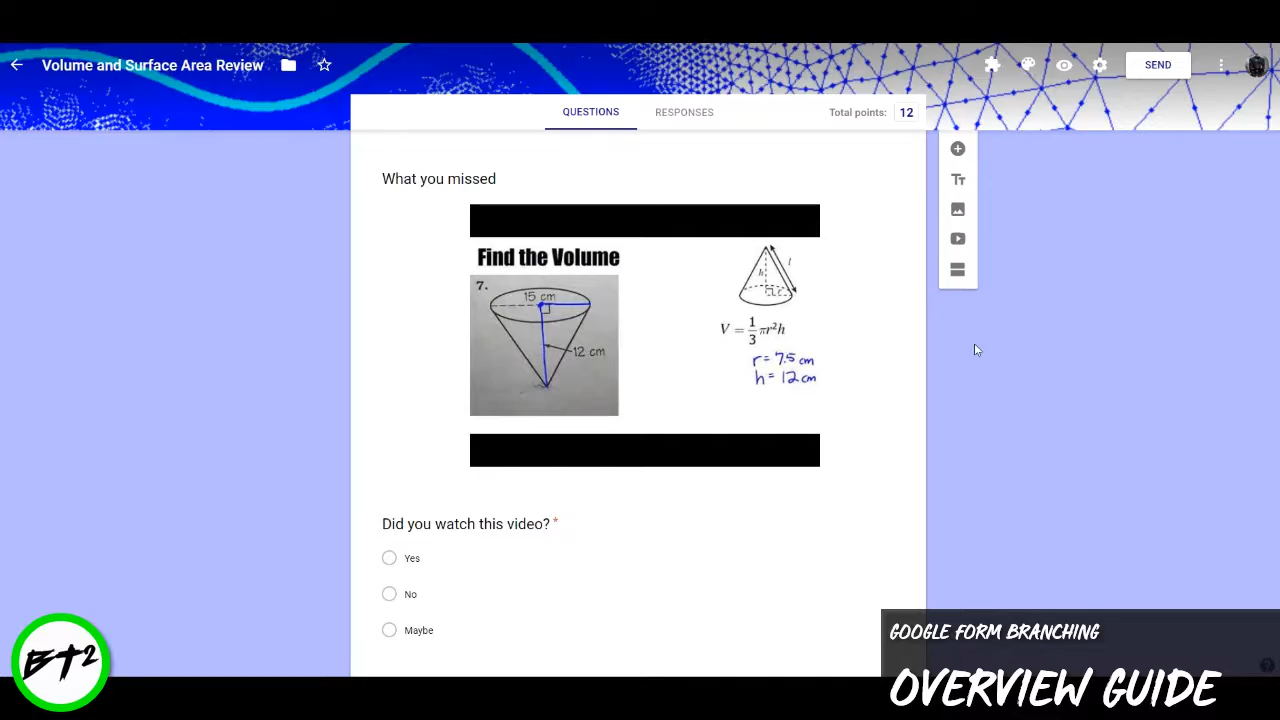 Volume and Surface Area Review
SEND
QUESTIONS
RESPONSES
Total points: 12
What you missed
Find the Volume
7.
15 cm
12 cm
h
l
r
V = 1/3 πr²h
r = 7.5 cm
h = 12 cm
Did you watch this video? *
Yes
No
Maybe
BT2
GOOGLE FORM BRANCHING
OVERVIEW GUIDE